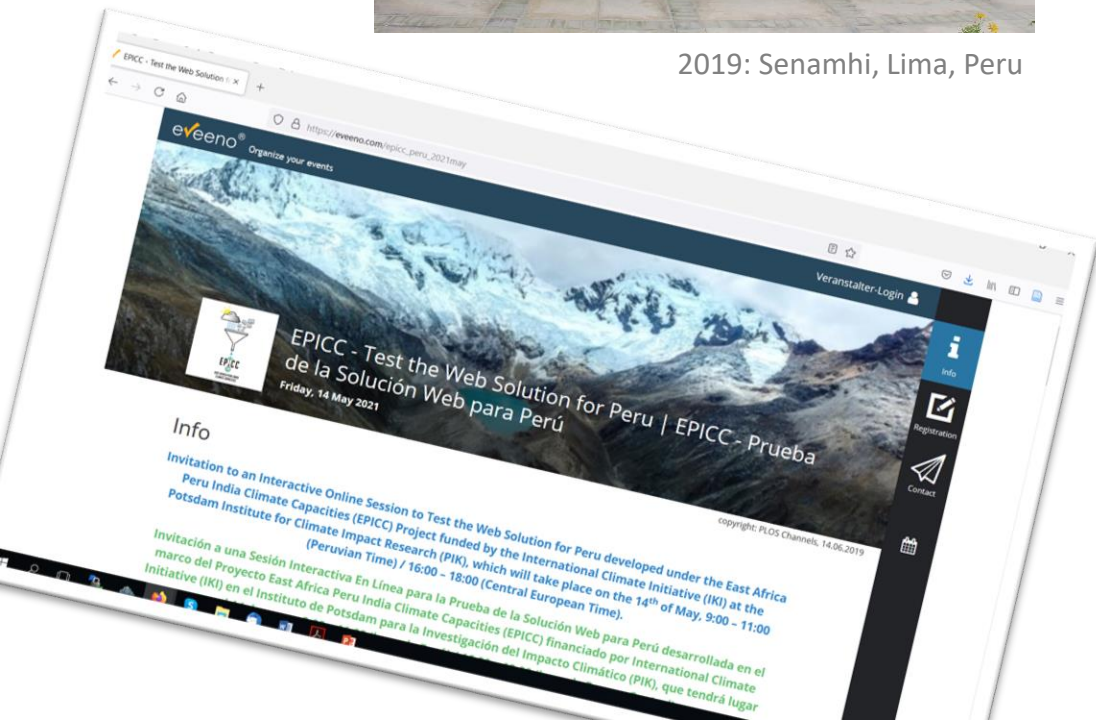 2019: Senamhi, Lima, Peru
EPICC - Test the Web Solution f
https://eveeno.com/epicc_peru_2021may
eveeno® Organize your events
Veranstalter-Login
Info
Registration
Contact
EPICC
EPICC - Test the Web Solution for Peru | EPICC - Prueba
de la Solución Web para Perú
Friday, 14 May 2021
copyright: PLOS Channels, 14.06.2019
Info
Invitation to an Interactive Online Session to Test the Web Solution for Peru developed under the East Africa
Peru India Climate Capacities (EPICC) Project funded by the International Climate Initiative (IKI) at the
Potsdam Institute for Climate Impact Research (PIK), which will take place on the 14th of May, 9:00 – 11:00
(Peruvian Time) / 16:00 – 18:00 (Central European Time).
Invitación a una Sesión Interactiva En Línea para la Prueba de la Solución Web para Perú desarrollada en el
marco del Proyecto East Africa Peru India Climate Capacities (EPICC) financiado por International Climate
Initiative (IKI) en el Instituto de Potsdam para la Investigación del Impacto Climático (PIK), que tendrá lugar